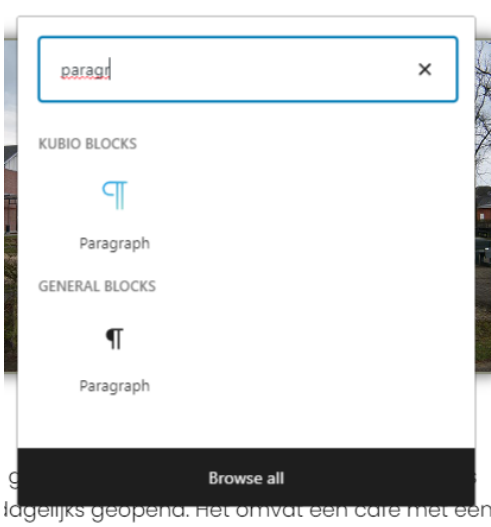 paragr
KUBIO BLOCKS
Paragraph
GENERAL BLOCKS
Paragraph
Browse all
dagelijks geopend. Het omvat een café met een